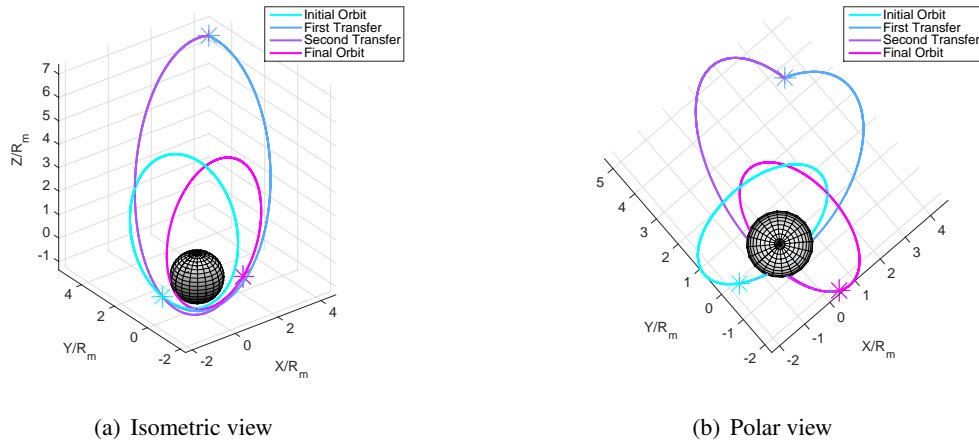 Initial Orbit
First Transfer
Second Transfer
Final Orbit
7
6
5
4
3
2
1
0
-1
Z/R_m
4
2
0
-2
Y/R_m
-2
0
2
4
X/R_m
(a) Isometric view
Initial Orbit
First Transfer
Second Transfer
Final Orbit
5
4
3
2
1
0
-1
-2
Y/R_m
-2
-1
0
1
2
3
4
X/R_m
(b) Polar view